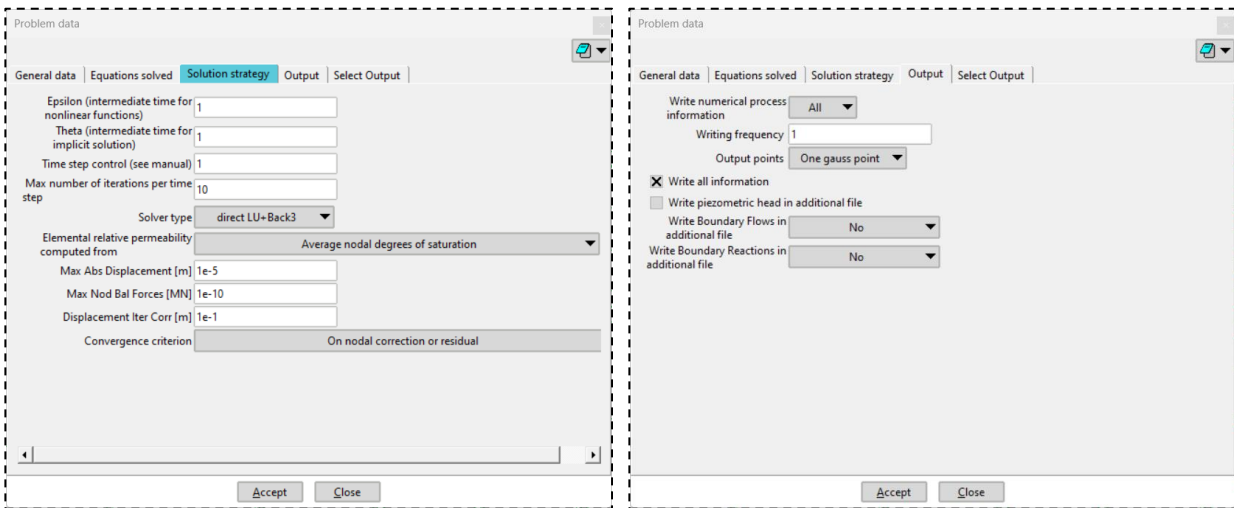 Problem data
General data Equations solved Solution strategy Output Select Output
Epsilon (intermediate time for
nonlinear functions) 1
Theta (intermediate time for
implicit solution) 1
Time step control (see manual) 1
Max number of iterations per time
step 10
Solver type direct LU+Back3
Elemental relative permeability
computed from Average nodal degrees of saturation
Max Abs Displacement [m] 1e-5
Max Nod Bal Forces [MN] 1e-10
Displacement Iter Corr [m] 1e-1
Convergence criterion On nodal correction or residual
Accept Close
Problem data
General data Equations solved Solution strategy Output Select Output
Write numerical process
information All
Writing frequency 1
Output points One gauss point
Write all information
Write piezometric head in additional file
Write Boundary Flows in
additional file No
Write Boundary Reactions in
additional file No
Accept Close